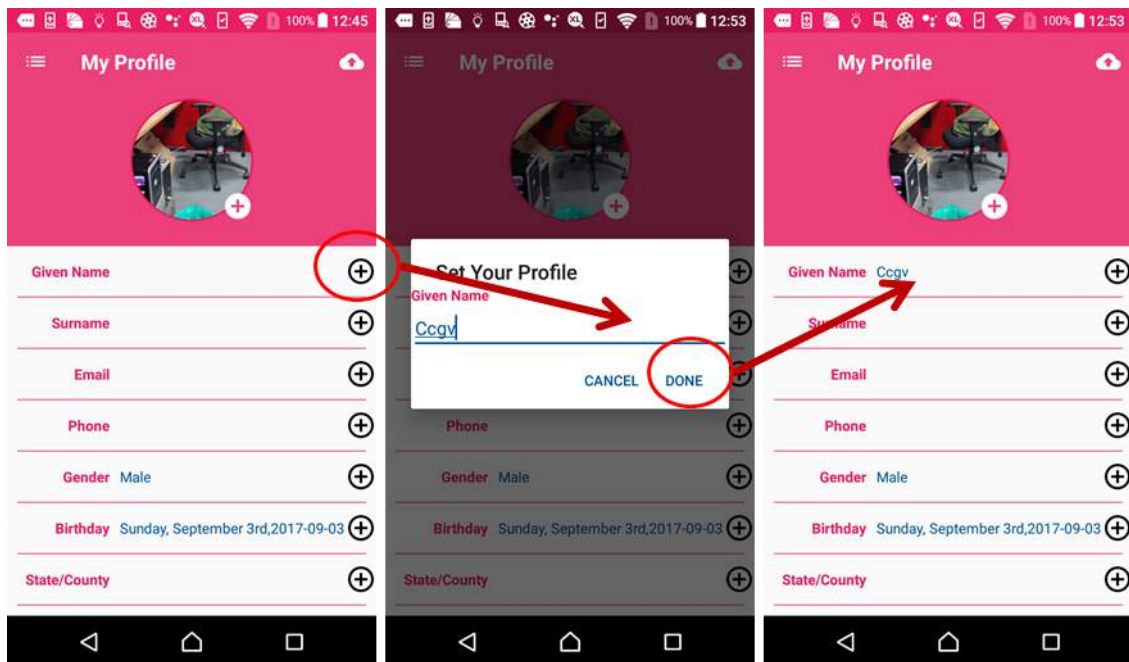 100% 12:45
My Profile
Given Name
Surname
Email
Phone
Gender Male
Birthday Sunday, September 3rd,2017-09-03
State/County
XL 100% 12:53
My Profile
Set Your Profile
Given Name
Ccgv
CANCEL DONE
Phone
Gender Male
Birthday Sunday, September 3rd,2017-09-03
State/County
XL 100% 12:53
My Profile
Given Name Ccgv
Surname
Email
Phone
Gender Male
Birthday Sunday, September 3rd,2017-09-03
State/County